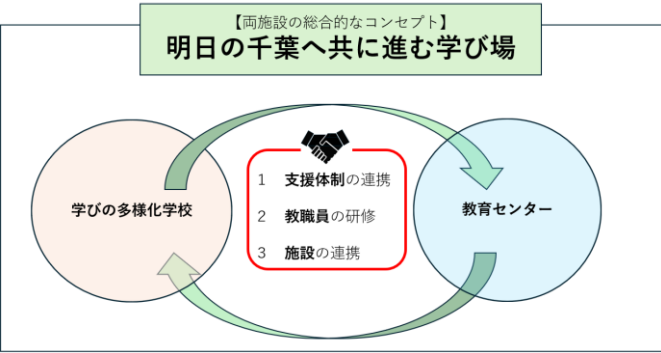 【両施設の総合的なコンセプト】
明日の千葉へ共に進む学び場
学びの多様化学校
1 支援体制の連携
2 教職員の研修
3 施設の連携
教育センター